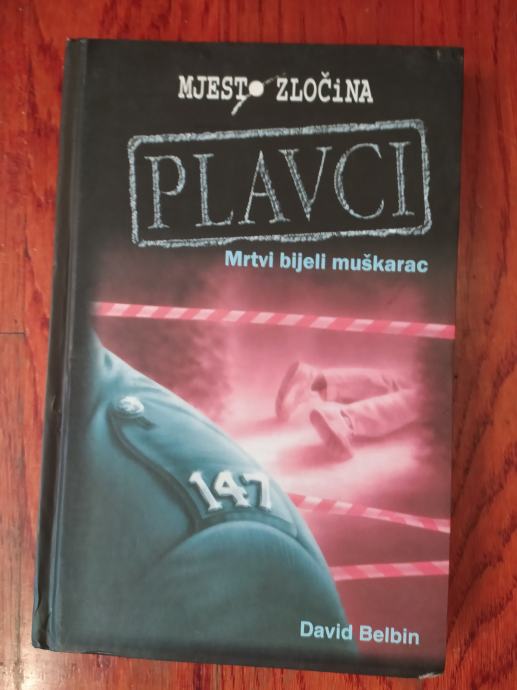 MJESTO ZLOČiNA
PLAVCI
Mrtvi bijeli muškarac
147
David Belbin